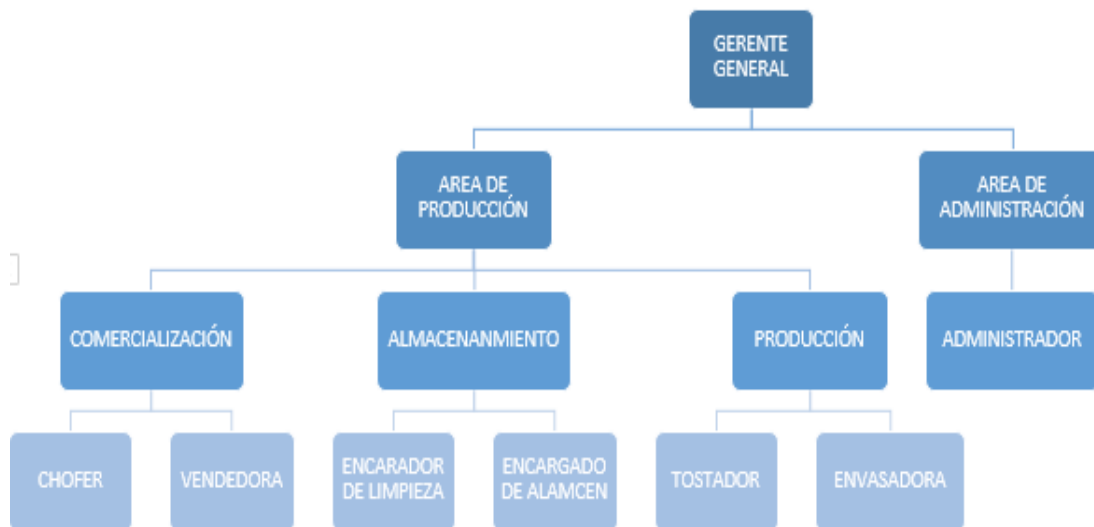 GERENTE
GENERAL
AREA DE
PRODUCCIÓN
AREA DE
ADMINISTRACIÓN
COMERCIALIZACIÓN
ALMACENANMIENTO
PRODUCCIÓN
ADMINISTRADOR
CHOFER
VENDEDORA
ENCARADOR
DE LIMPIEZA
ENCARGADO
DE ALAMCEN
TOSTADOR
ENVASADORA